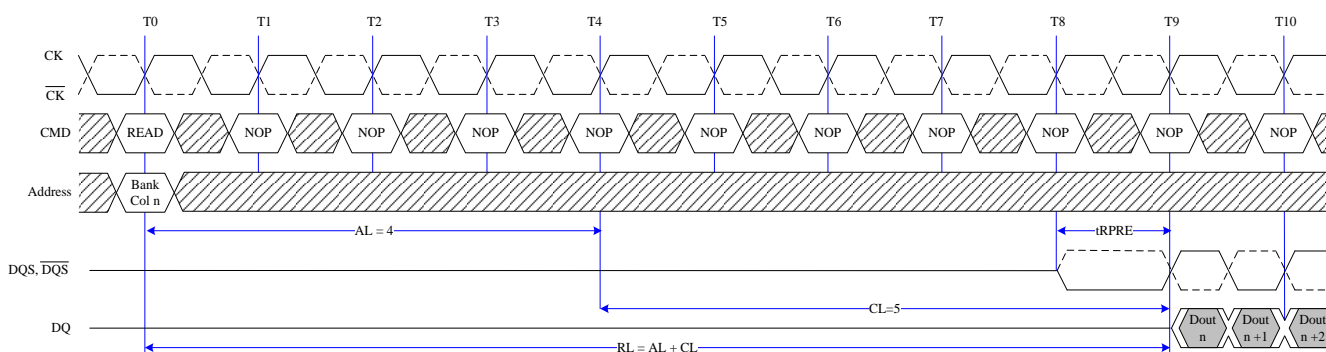 T0 T1 T2 T3 T4 T5 T6 T7 T8 T9 T10
CK
CK
CMD READ NOP NOP NOP NOP NOP NOP NOP NOP NOP NOP
Address Bank
Col n
AL = 4 tRPRE
DQS, DQS
CL=5
DQ Dout Dout Dout
n n +1 n +2
RL = AL + CL